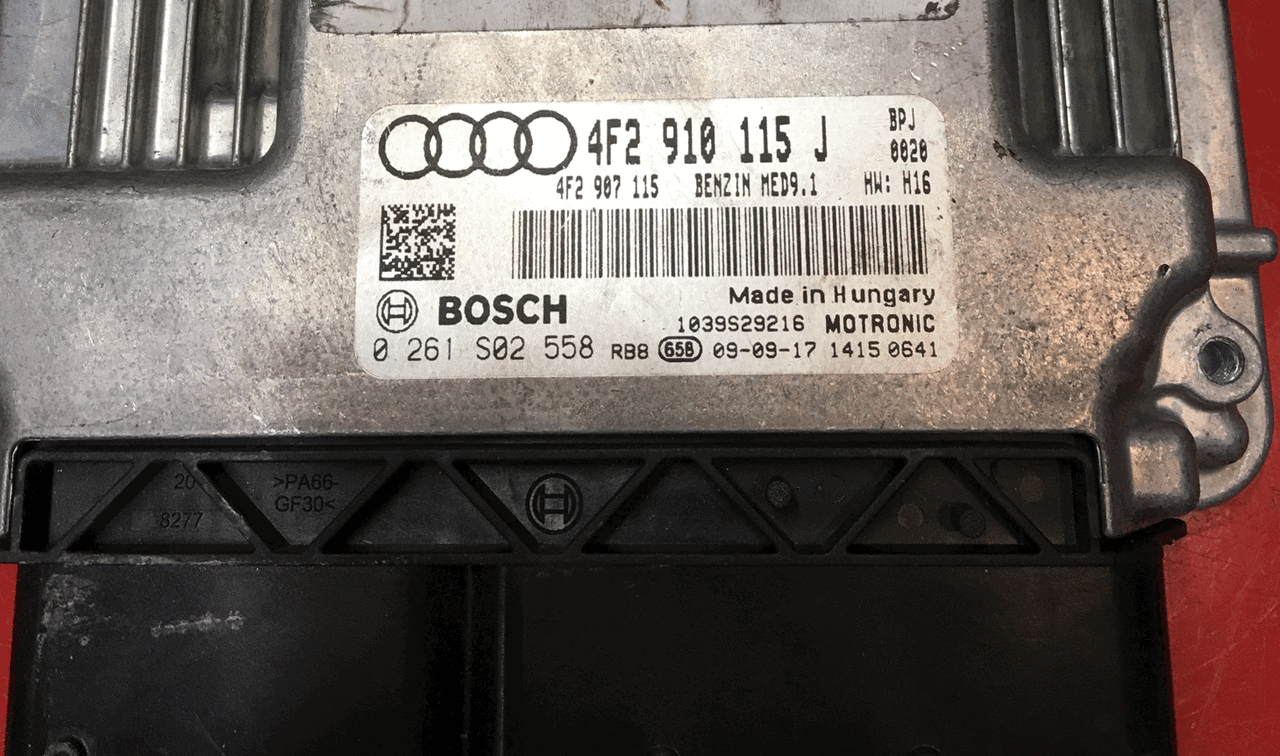 4F2 910 115 J
BPJ
0020
4F2 907 115 BENZIN MED9.1 HW: H16
BOSCH
Made in Hungary
1039S29216 MOTRONIC
0 261 S02 558 RB8 65B 09-09-17 1415 0641
20
8277
>PA66-
GF30<